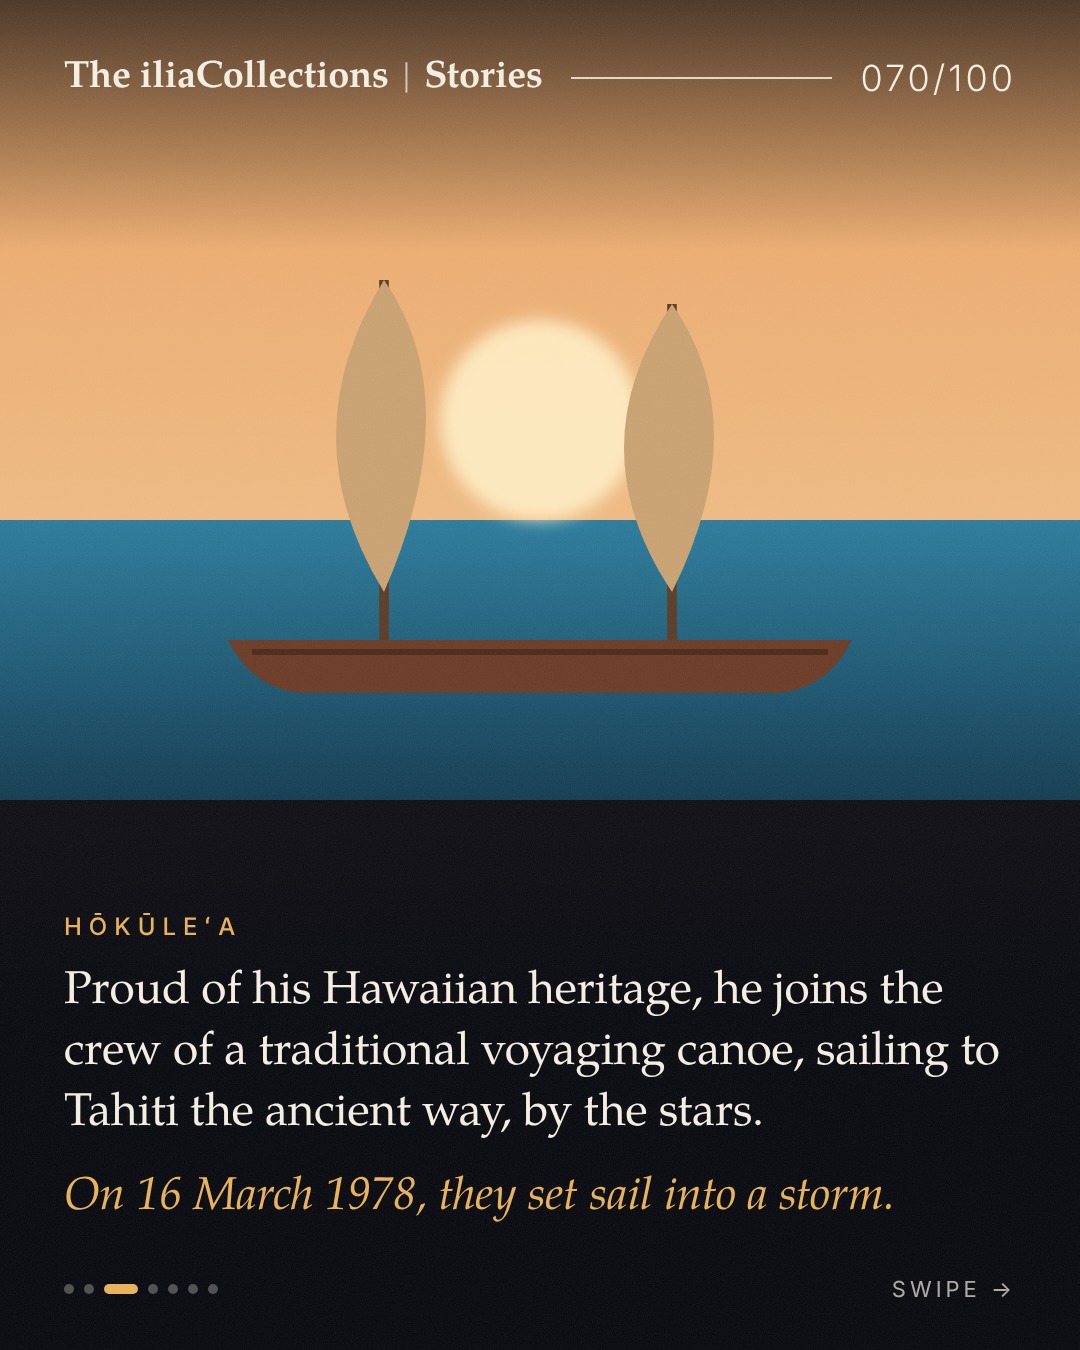 The iliaCollections | Stories 070/100
HŌKŪLEʻA
Proud of his Hawaiian heritage, he joins the
crew of a traditional voyaging canoe, sailing to
Tahiti the ancient way, by the stars.
On 16 March 1978, they set sail into a storm.
SWIPE →